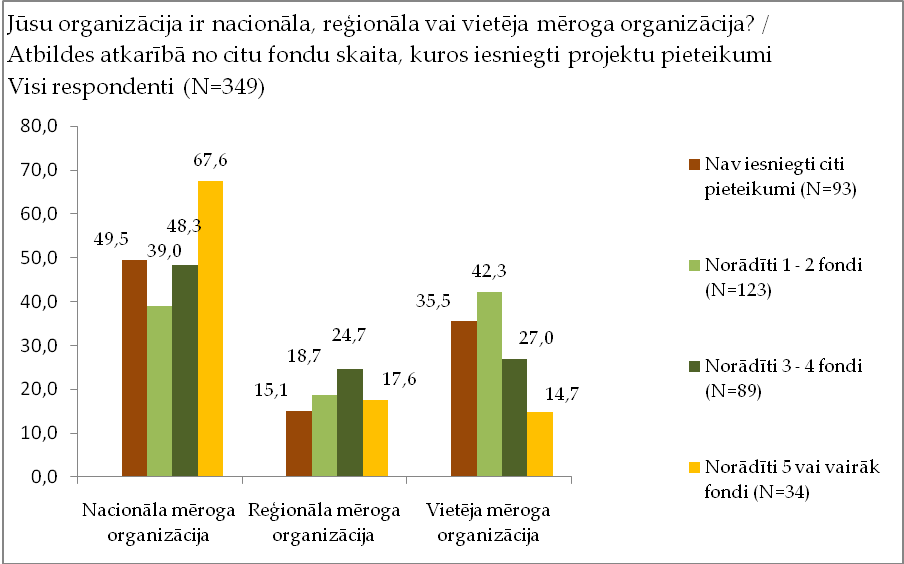 Jūsu organizācija ir nacionāla, reģionāla vai vietēja mēroga organizācija? /
Atbildes atkarībā no citu fondu skaita, kuros iesniegti projektu pieteikumi
Visi respondenti (N=349)
80,0
70,0
60,0
50,0
40,0
30,0
20,0
10,0
0,0
49,5
39,0
48,3
67,6
15,1
18,7
24,7
17,6
35,5
42,3
27,0
14,7
Nacionāla mēroga
organizācija
Reģionāla mēroga
organizācija
Vietēja mēroga
organizācija
Nav iesniegti citi
pieteikumi (N=93)
Norādīti 1 - 2 fondi
(N=123)
Norādīti 3 - 4 fondi
(N=89)
Norādīti 5 vai vairāk
fondi (N=34)